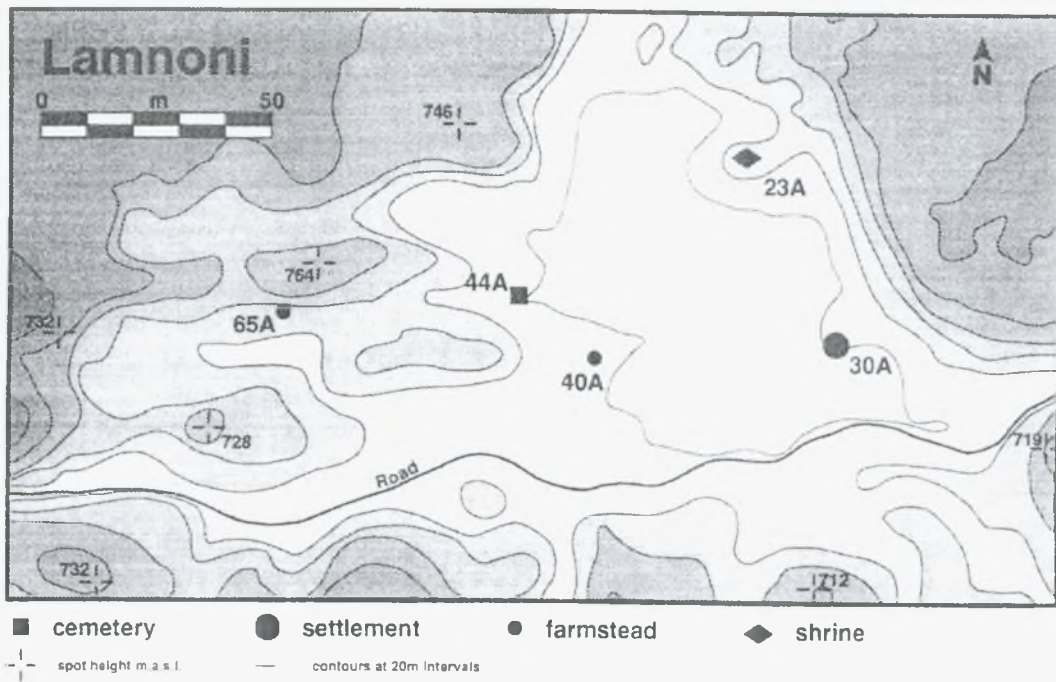 Lamnoni
0 m 50
746
N
23A
764
44A
65A
732
40A
30A
728
719
Road
732
712
cemetery settlement farmstead shrine
spot height m.a.s.l. contours at 20m intervals